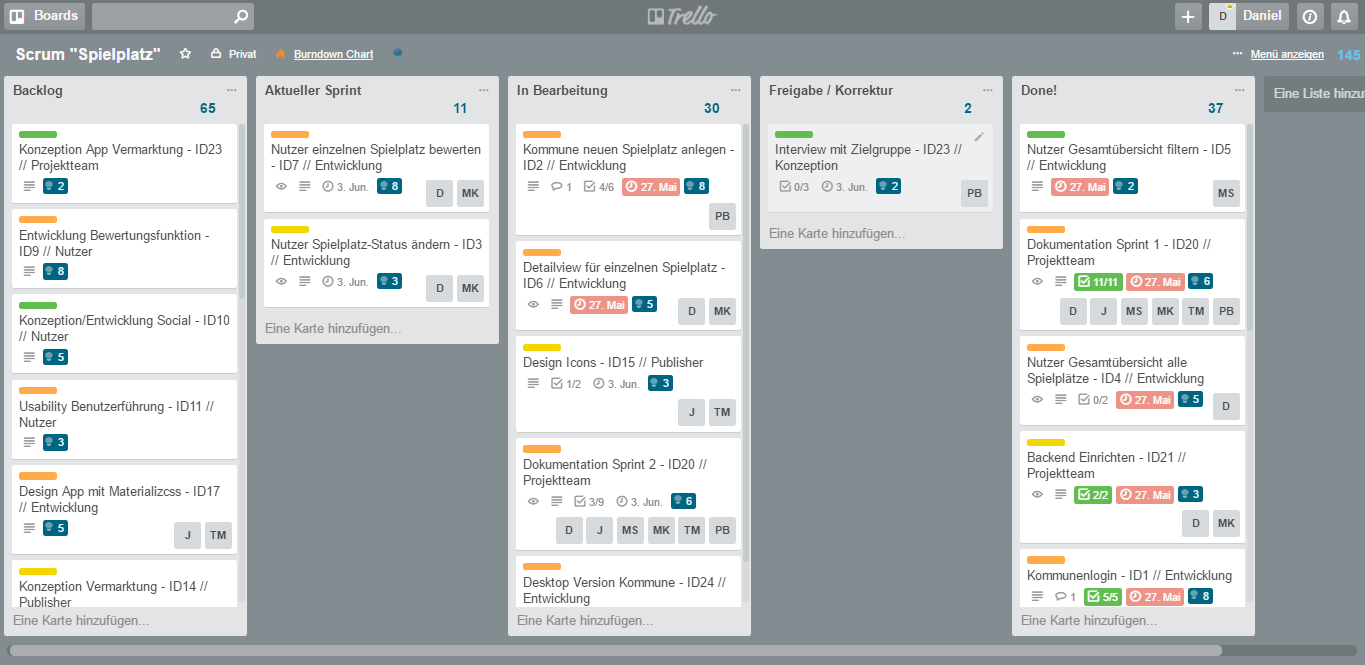 Boards
Trello
D Daniel
Scrum "Spielplatz"
Privat
Burndown Chart
Menü anzeigen
145
Backlog
65
Konzeption App Vermarktung - ID23
// Projektteam
2
Entwicklung Bewertungsfunktion -
ID9 // Nutzer
8
Konzeption/Entwicklung Social - ID10
// Nutzer
5
Usability Benutzerführung - ID11 //
Nutzer
3
Design App mit Materializcss - ID17
// Entwicklung
5
J TM
Konzeption Vermarktung - ID14 //
Publisher
Eine Karte hinzufügen...
Aktueller Sprint
11
Nutzer einzelnen Spielplatz bewerten
- ID7 // Entwicklung
3. Jun. 8
D MK
Nutzer Spielplatz-Status ändern - ID3
// Entwicklung
3. Jun. 3
D MK
Eine Karte hinzufügen...
In Bearbeitung
30
Kommune neuen Spielplatz anlegen -
ID2 // Entwicklung
1 4/6 27. Mai 8
PB
Detailview für einzelnen Spielplatz -
ID6 // Entwicklung
27. Mai 5
D MK
Design Icons - ID15 // Publisher
1/2 3. Jun. 3
J TM
Dokumentation Sprint 2 - ID20 //
Projektteam
3/9 3. Jun. 6
D J MS MK TM PB
Desktop Version Kommune - ID24 //
Entwicklung
Eine Karte hinzufügen...
Freigabe / Korrektur
2
Interview mit Zielgruppe - ID23 //
Konzeption
0/3 3. Jun. 2
PB
Eine Karte hinzufügen...
Done!
37
Nutzer Gesamtübersicht filtern - ID5
// Entwicklung
27. Mai 2
MS
Dokumentation Sprint 1 - ID20 //
Projektteam
11/11 27. Mai 6
D J MS MK TM PB
Nutzer Gesamtübersicht alle
Spielplätze - ID4 // Entwicklung
0/2 27. Mai 5
D
Backend Einrichten - ID21 //
Projektteam
2/2 27. Mai 3
D MK
Kommunenlogin - ID1 // Entwicklung
1 5/5 27. Mai 8
Eine Karte hinzufügen...
Eine Liste hinzu